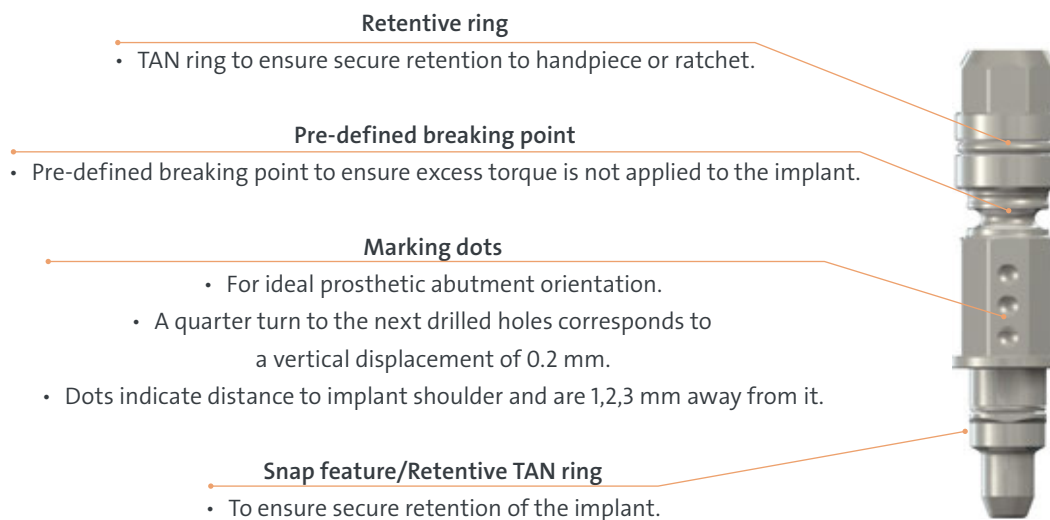 Retentive ring
• TAN ring to ensure secure retention to handpiece or ratchet.
Pre-defined breaking point
• Pre-defined breaking point to ensure excess torque is not applied to the implant.
Marking dots
• For ideal prosthetic abutment orientation.
• A quarter turn to the next drilled holes corresponds to
a vertical displacement of 0.2 mm.
• Dots indicate distance to implant shoulder and are 1,2,3 mm away from it.
Snap feature/Retentive TAN ring
• To ensure secure retention of the implant.